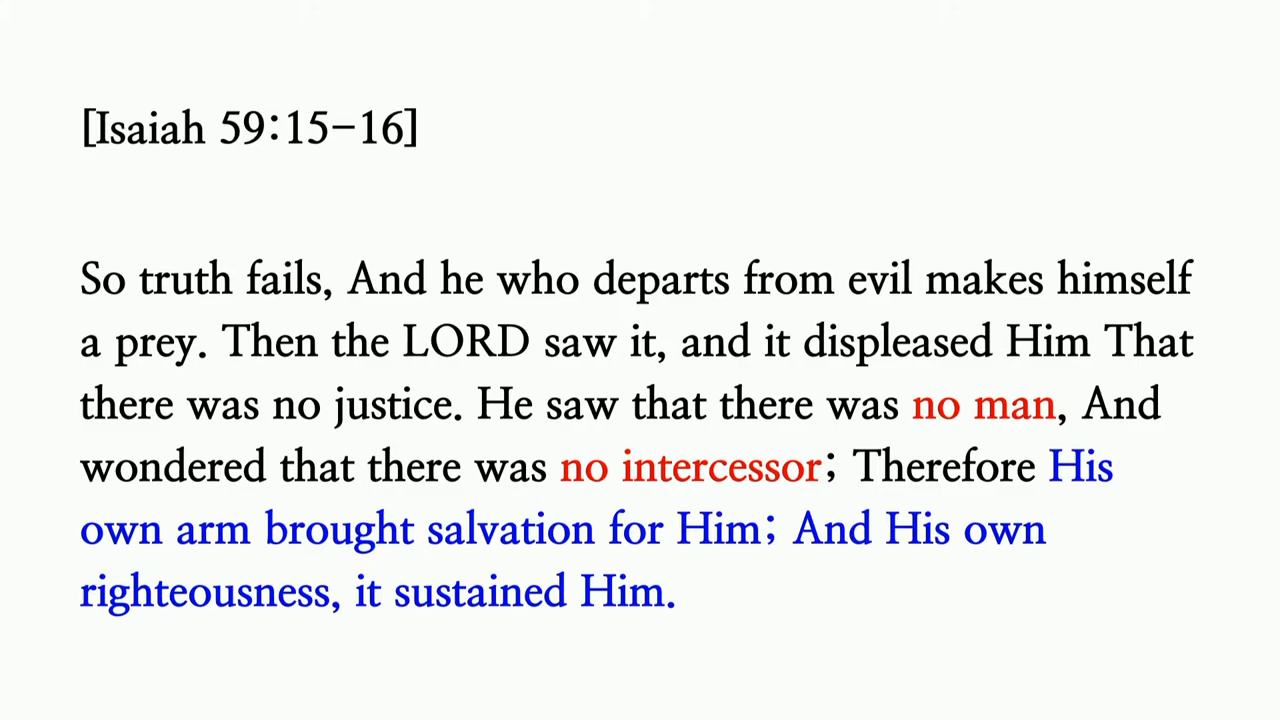 [Isaiah 59:15-16]
So truth fails, And he who departs from evil makes himself
a prey. Then the LORD saw it, and it displeased Him That
there was no justice. He saw that there was no man, And
wondered that there was no intercessor; Therefore His
own arm brought salvation for Him; And His own
righteousness, it sustained Him.